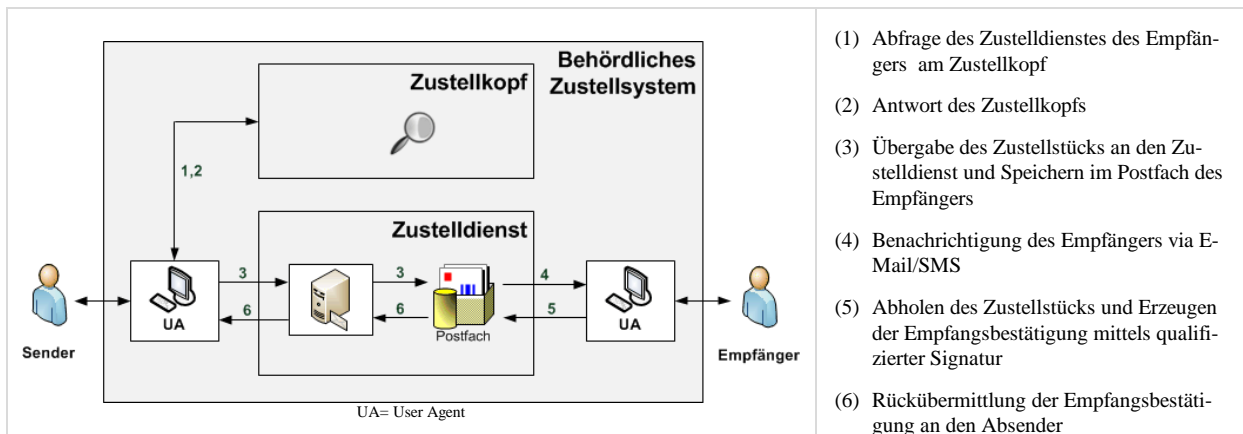 Behördliches
Zustellsystem
Zustellkopf
1,2
Zustelldienst
3
3
4
6
6
5
UA
Postfach
UA
Sender
Empfänger
UA= User Agent
(1) Abfrage des Zustelldienstes des Empfän-
gers am Zustellkopf
(2) Antwort des Zustellkopfs
(3) Übergabe des Zustellstücks an den Zu-
stelldienst und Speichern im Postfach des
Empfängers
(4) Benachrichtigung des Empfängers via E-
Mail/SMS
(5) Abholen des Zustellstücks und Erzeugen
der Empfangsbestätigung mittels qualifi-
zierter Signatur
(6) Rückübermittlung der Empfangsbestäti-
gung an den Absender